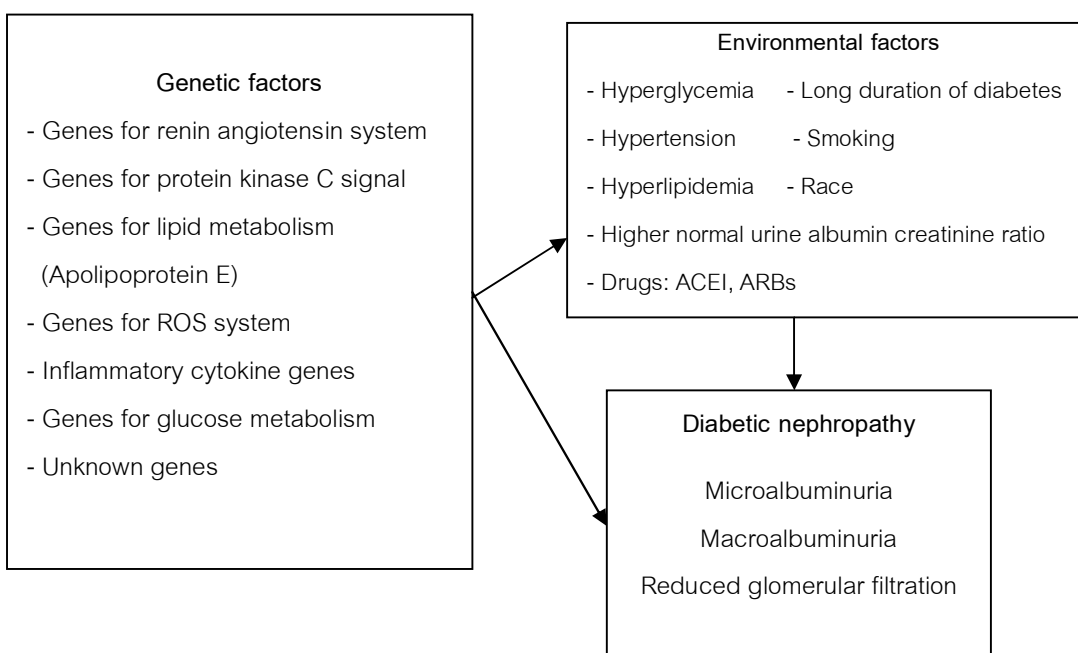 Genetic factors
- Genes for renin angiotensin system
- Genes for protein kinase C signal
- Genes for lipid metabolism
(Apolipoprotein E)
- Genes for ROS system
- Inflammatory cytokine genes
- Genes for glucose metabolism
- Unknown genes
Environmental factors
- Hyperglycemia - Long duration of diabetes
- Hypertension - Smoking
- Hyperlipidemia - Race
- Higher normal urine albumin creatinine ratio
- Drugs: ACEI, ARBs
Diabetic nephropathy
Microalbuminuria
Macroalbuminuria
Reduced glomerular filtration